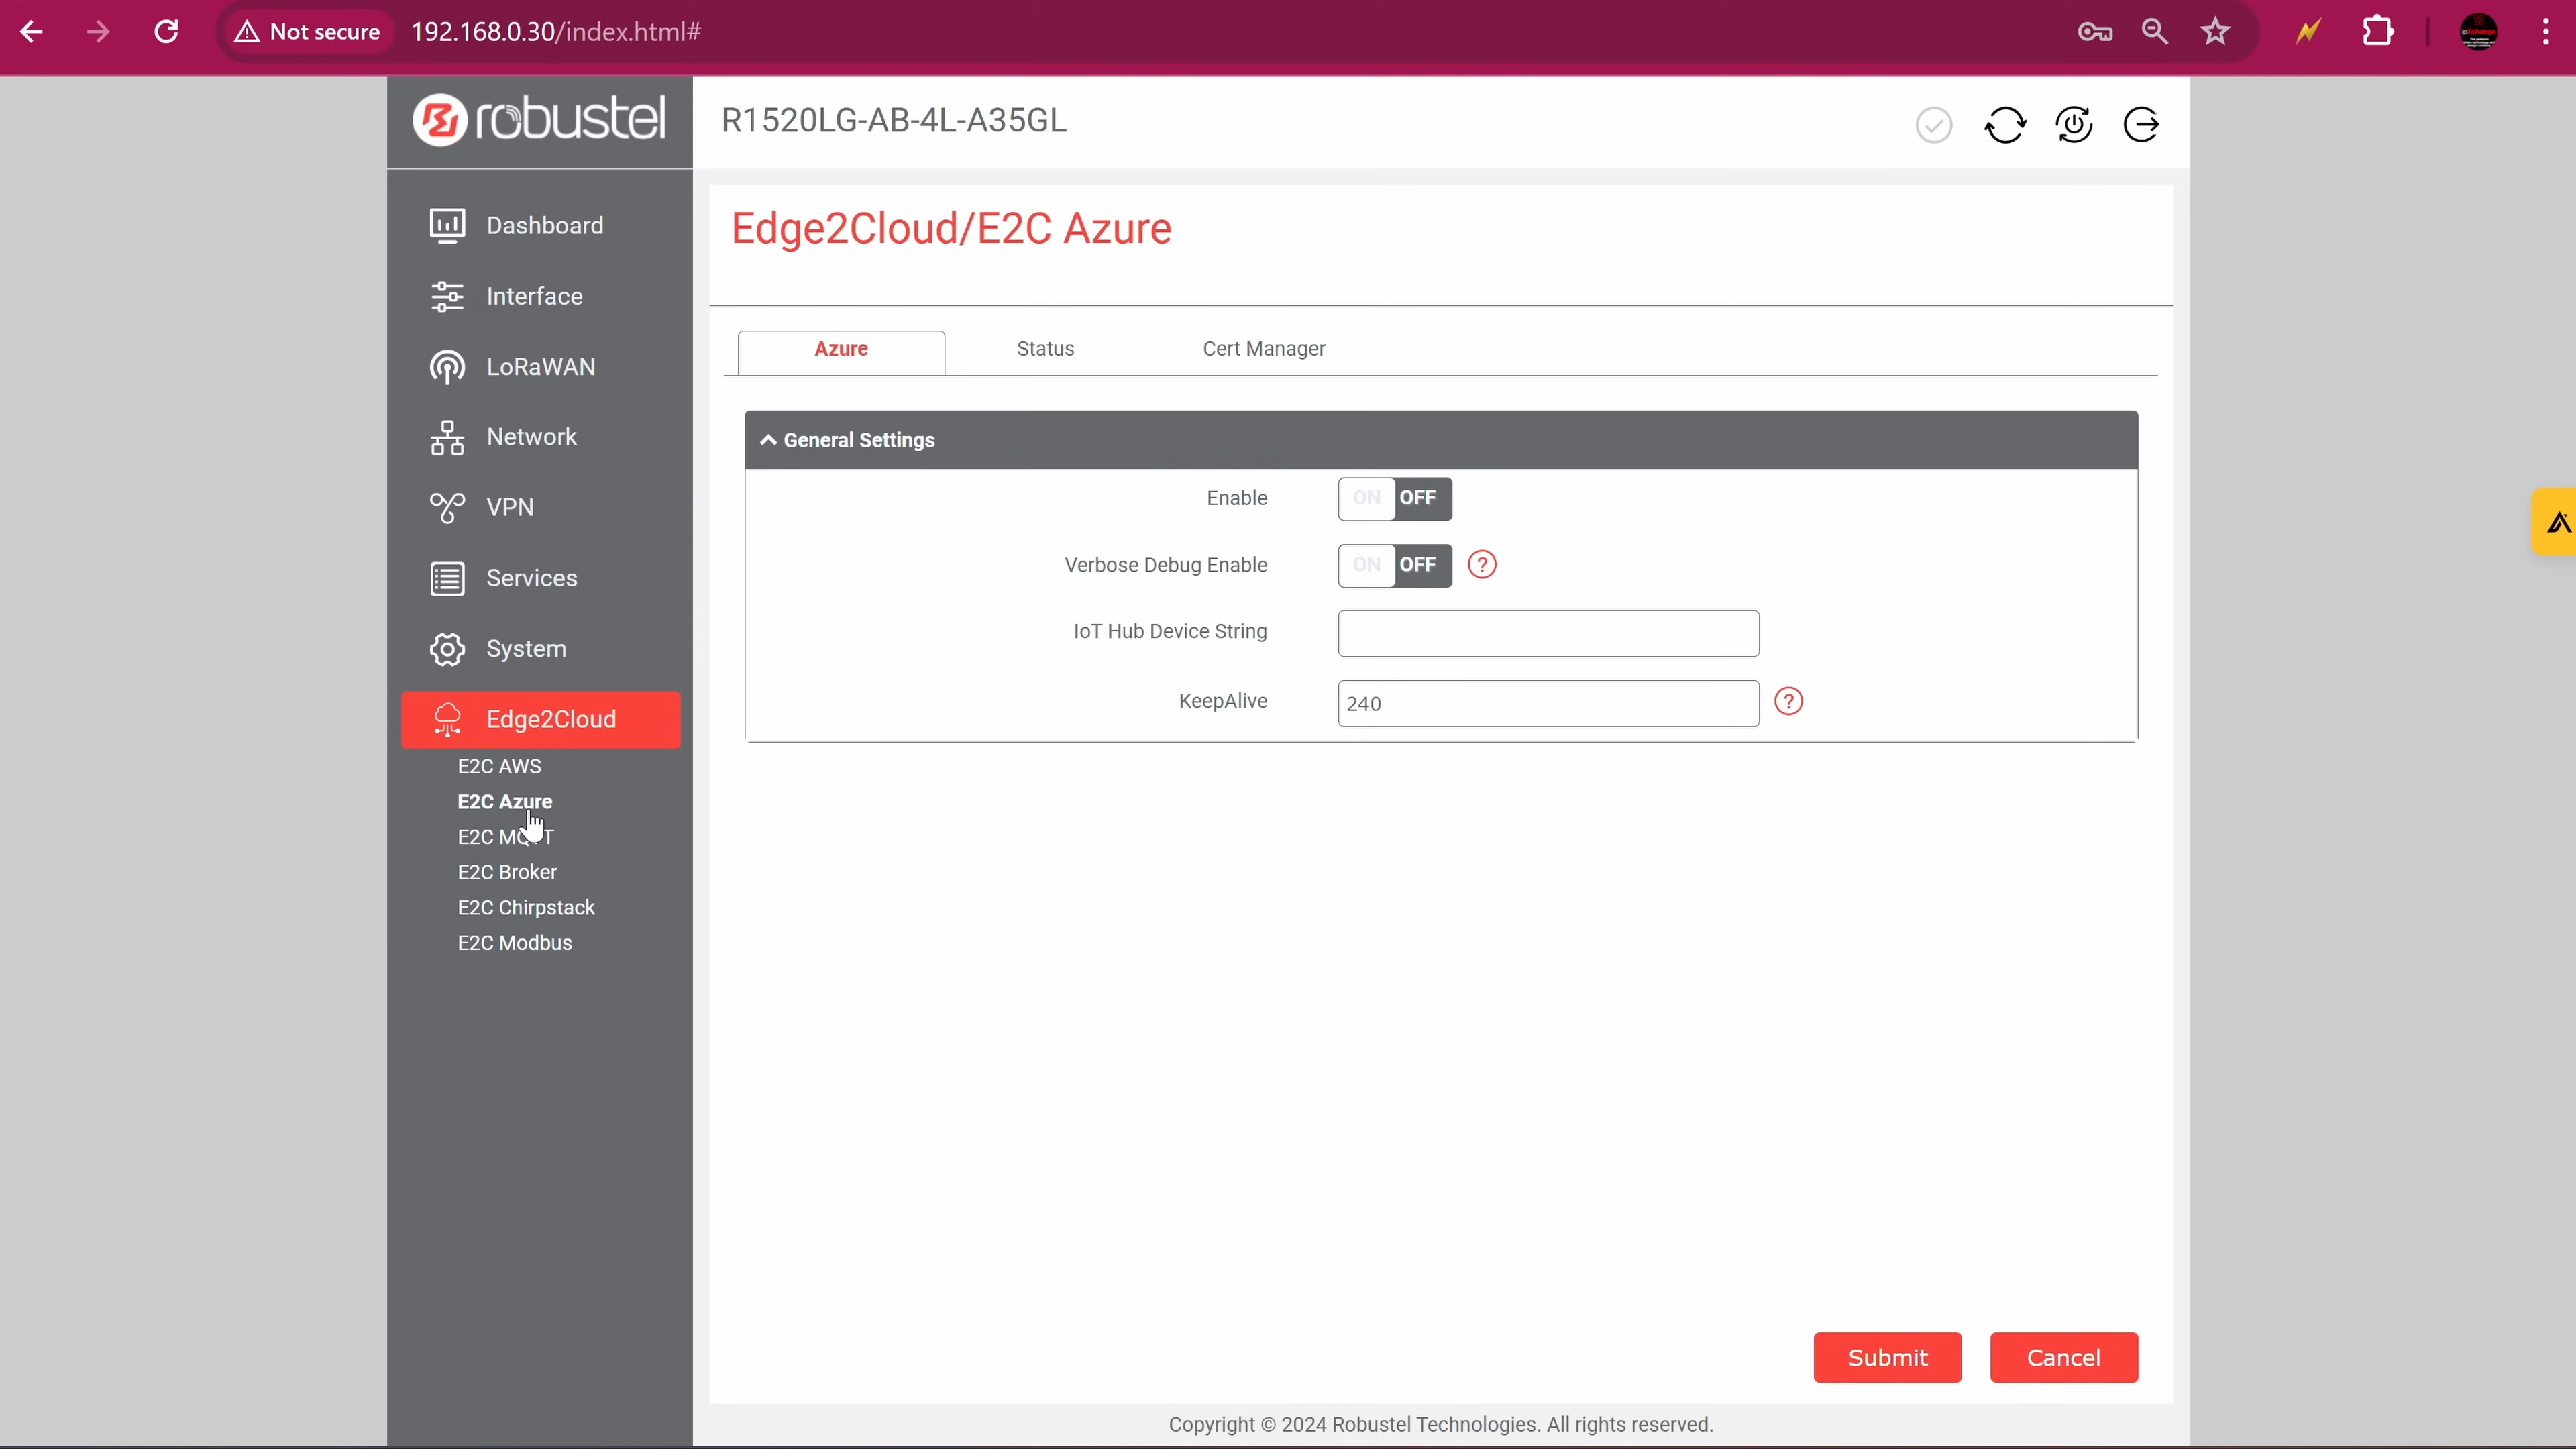 Not secure 192.168.0.30/index.html#
robustel
R1520LG-AB-4L-A35GL
Dashboard
Interface
LoRaWAN
Network
VPN
Services
System
Edge2Cloud
E2C AWS
E2C Azure
E2C Broker
E2C Chirpstack
E2C Modbus
Edge2Cloud/E2C Azure
Azure Status Cert Manager
General Settings
Enable ON OFF
Verbose Debug Enable ON OFF ?
IoT Hub Device String
KeepAlive 240 ?
Submit Cancel
Copyright © 2024 Robustel Technologies. All rights reserved.